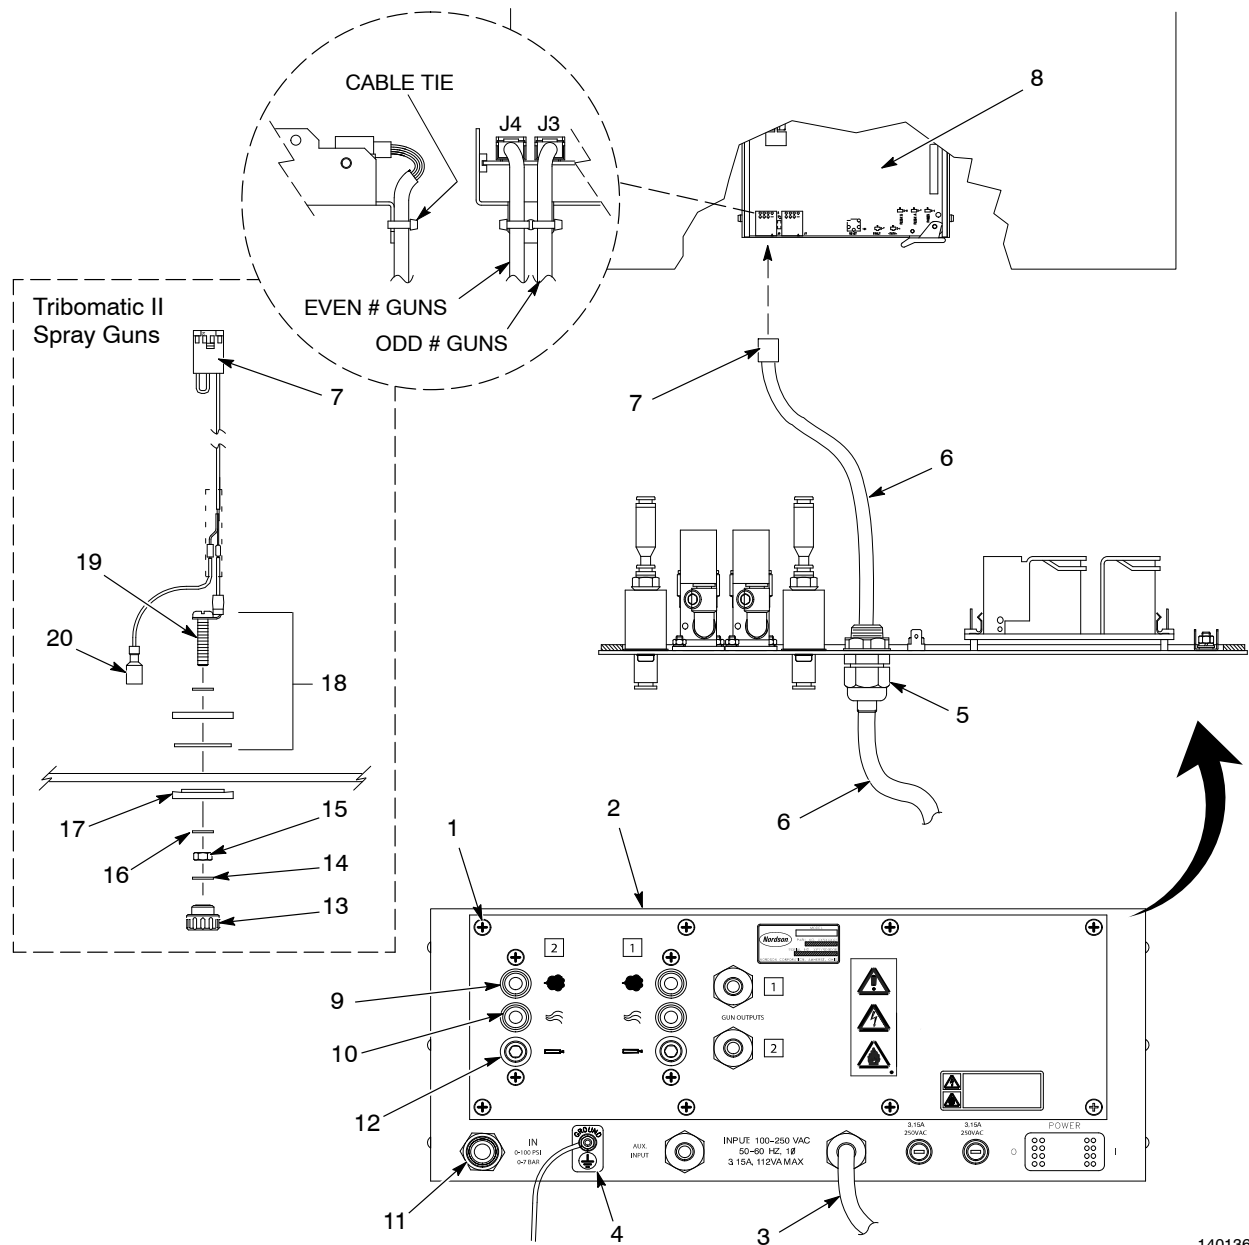 CABLE TIE
J4 J3
8
EVEN # GUNS
ODD # GUNS
Tribomatic II
Spray Guns
7
7
6
19
20
18
5
17
15
16
14
13
6
1
2
Nordson
2 1
9
1
GUN OUTPUTS
10
2
12
IN
0-100 PSI
0-7 BAR
GROUND
AUX.
INPUT
INPUT 100-250 VAC
50-60 HZ, 1Ø
3.15A, 112VA MAX
3.15A
250VAC
3.15A
250VAC
POWER
O I
11
4
3
140136